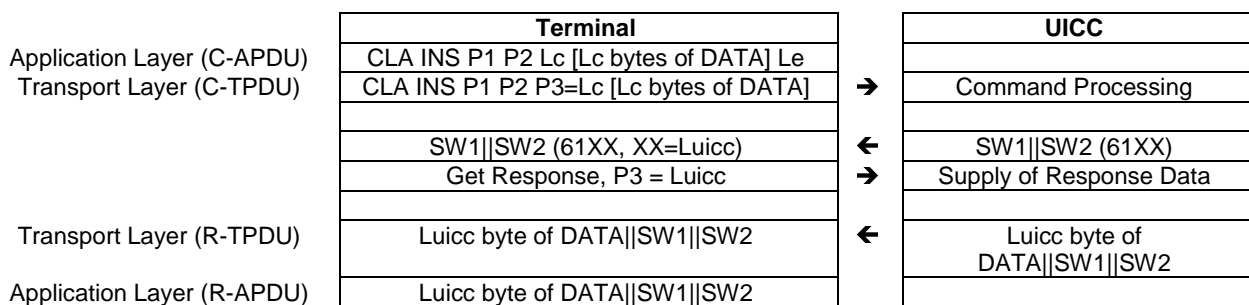 Terminal UICC
Application Layer (C-APDU) CLA INS P1 P2 Lc [Lc bytes of DATA] Le
Transport Layer (C-TPDU) CLA INS P1 P2 P3=Lc [Lc bytes of DATA] ➔ Command Processing
SW1||SW2 (61XX, XX=Luicc) 🡸 SW1||SW2 (61XX)
Get Response, P3 = Luicc ➔ Supply of Response Data
Transport Layer (R-TPDU) Luicc byte of DATA||SW1||SW2 🡸 Luicc byte of
DATA||SW1||SW2
Application Layer (R-APDU) Luicc byte of DATA||SW1||SW2